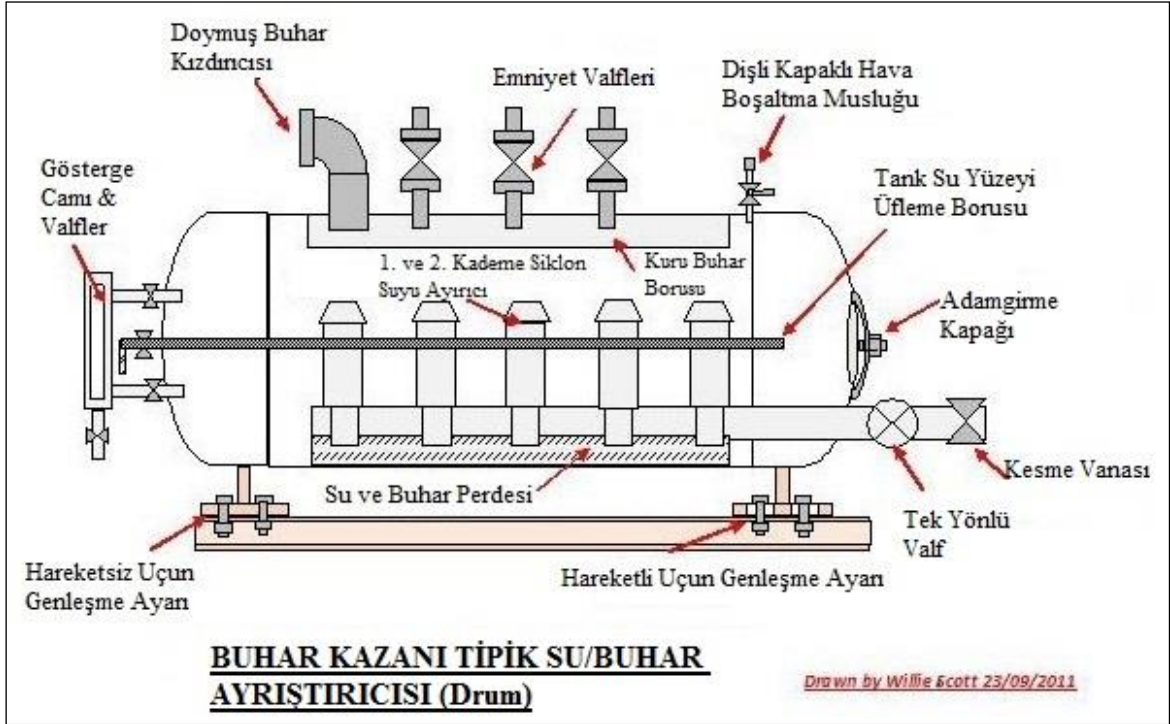 Doymuş Buhar
Kızdırıcısı
Emniyet Valfleri
Dişli Kapaklı Hava
Boşaltma Musluğu
Gösterge
Camı &
Valfler
Tank Su Yüzeyi
Üfleme Borusu
1. ve 2. Kademe Siklon
Suyu Ayırıcı
Kuru Buhar
Borusu
Adamgirme
Kapağı
Su ve Buhar Perdesi
Kesme Vanası
Tek Yönlü
Valf
Hareketsiz Uçun
Genleşme Ayarı
Hareketli Uçun Genleşme Ayarı
BUHAR KAZANI TİPİK SU/BUHAR
AYRIŞTIRICISI (Drum)
Drawn by Willie Scott 23/09/2011